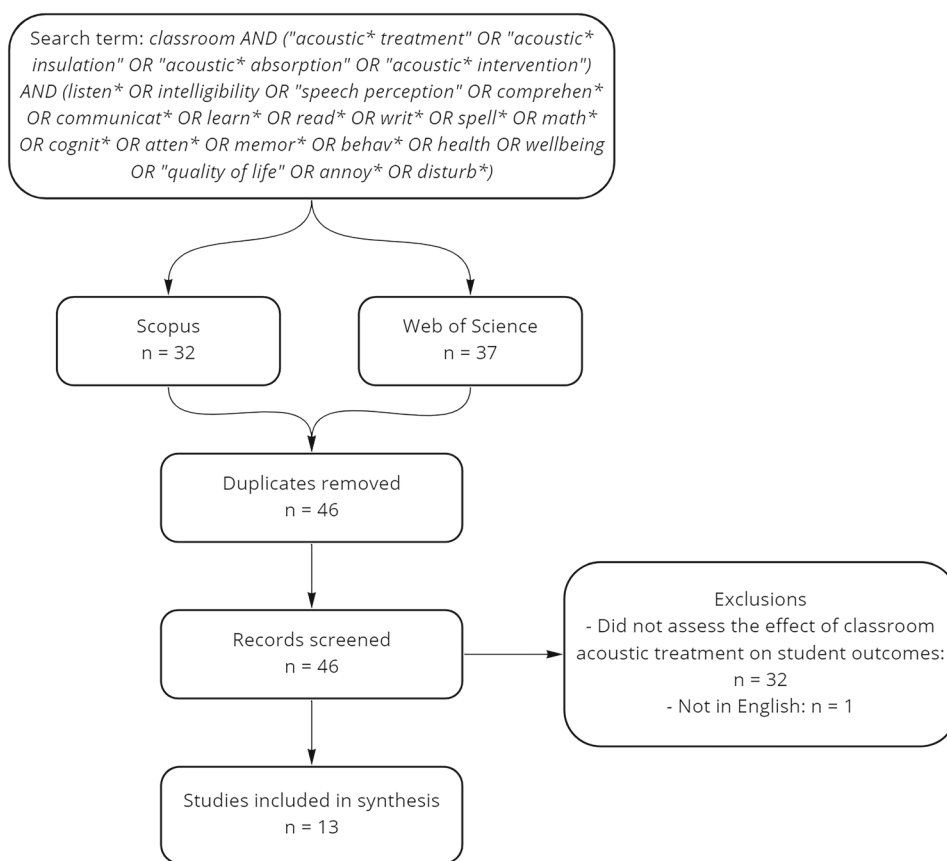 Search term: classroom AND ("acoustic* treatment" OR "acoustic*
insulation" OR "acoustic* absorption" OR "acoustic* intervention")
AND (listen* OR intelligibility OR "speech perception" OR comprehen*
OR communicat* OR learn* OR read* OR writ* OR spell* OR math*
OR cognit* OR atten* OR memor* OR behav* OR health OR wellbeing
OR "quality of life" OR annoy* OR disturb*)
Scopus
n = 32
Web of Science
n = 37
Duplicates removed
n = 46
Records screened
n = 46
Exclusions
- Did not assess the effect of classroom
acoustic treatment on student outcomes:
n = 32
- Not in English: n = 1
Studies included in synthesis
n = 13